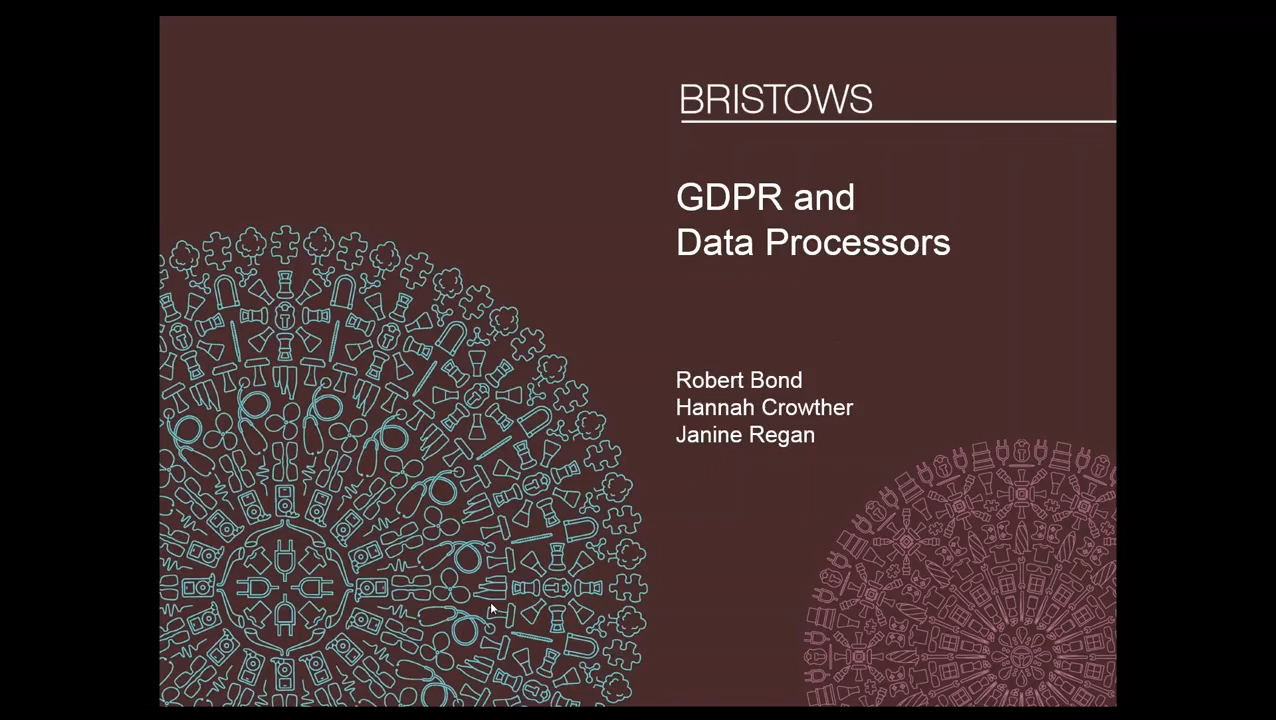 BRISTOWS
GDPR and
Data Processors
Robert Bond
Hannah Crowther
Janine Regan